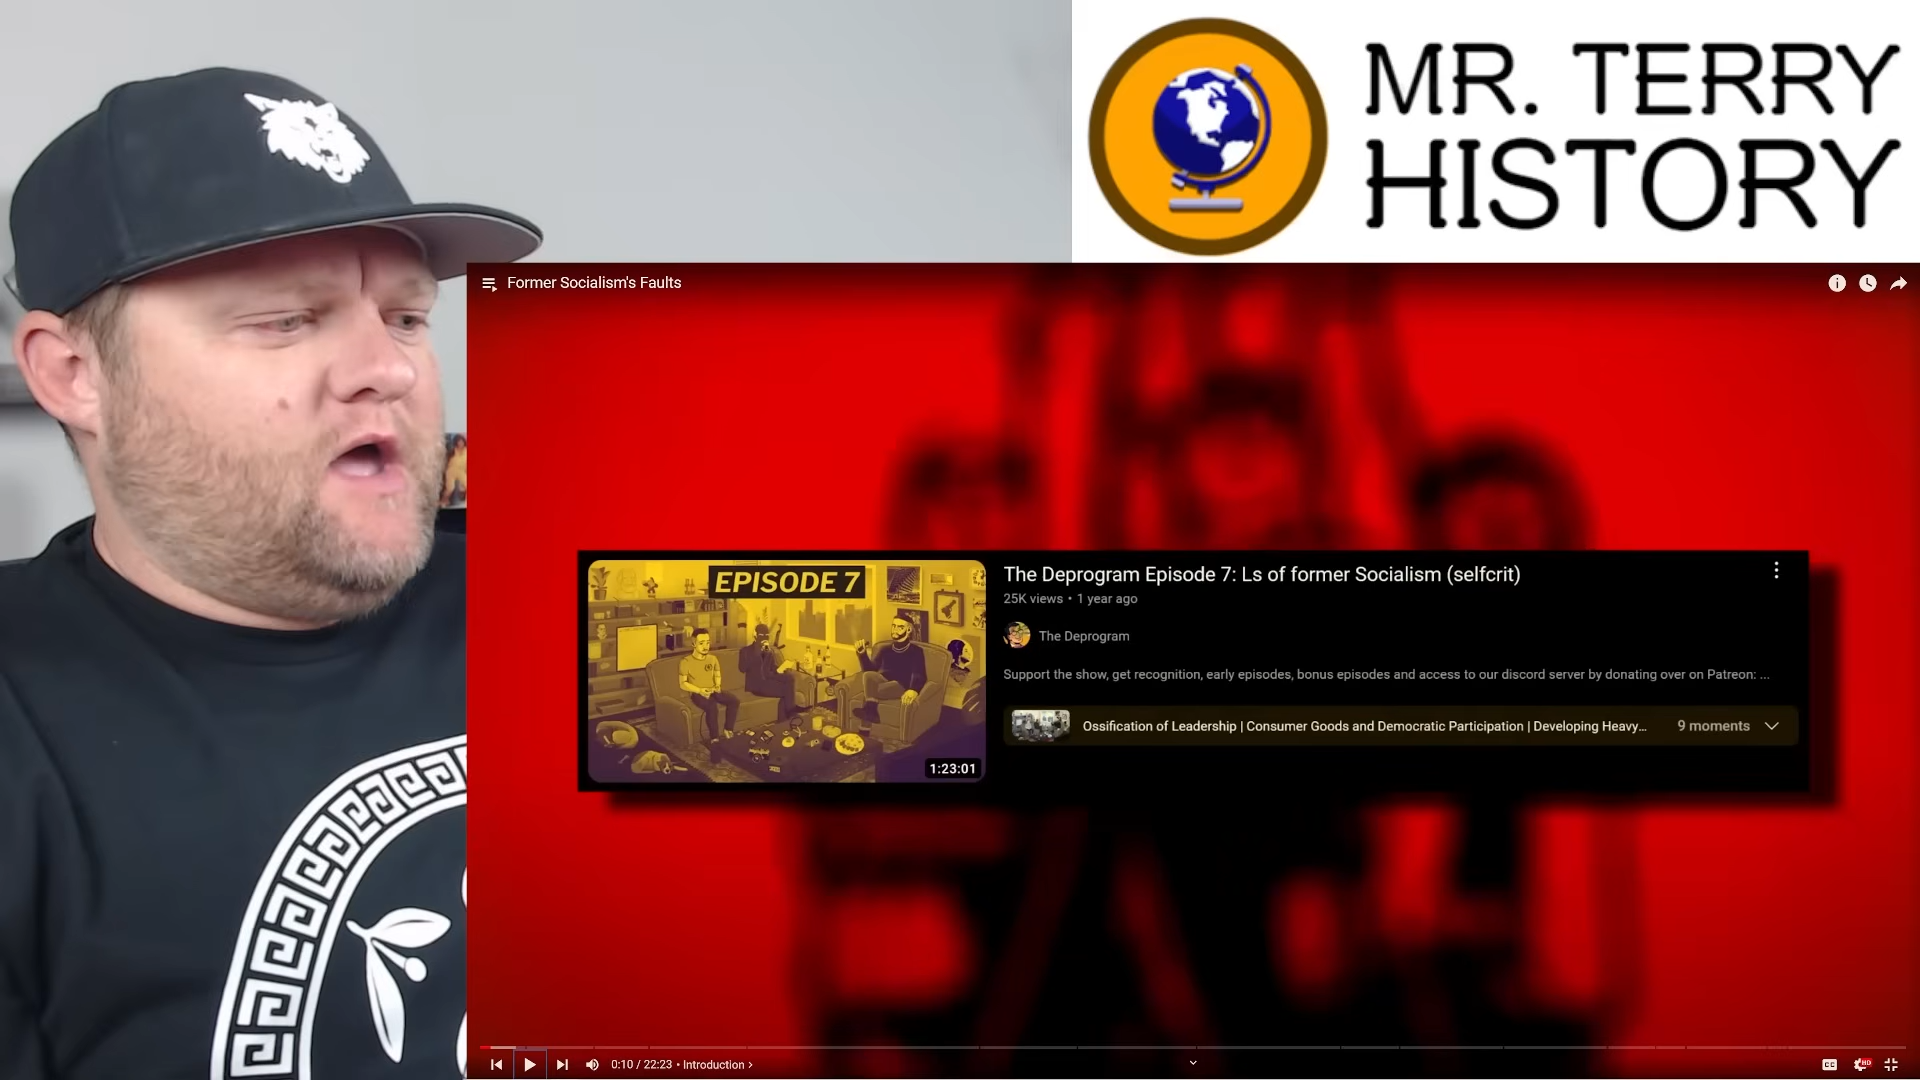 MR. TERRY
HISTORY
Former Socialism's Faults
EPISODE 7
1:23:01
The Deprogram Episode 7: Ls of former Socialism (selfcrit)
25K views • 1 year ago
The Deprogram
Support the show, get recognition, early episodes, bonus episodes and access to our discord server by donating over on Patreon: ...
Ossification of Leadership | Consumer Goods and Democratic Participation | Developing Heavy...
9 moments
0:10 / 22:23 • Introduction
CC
HD